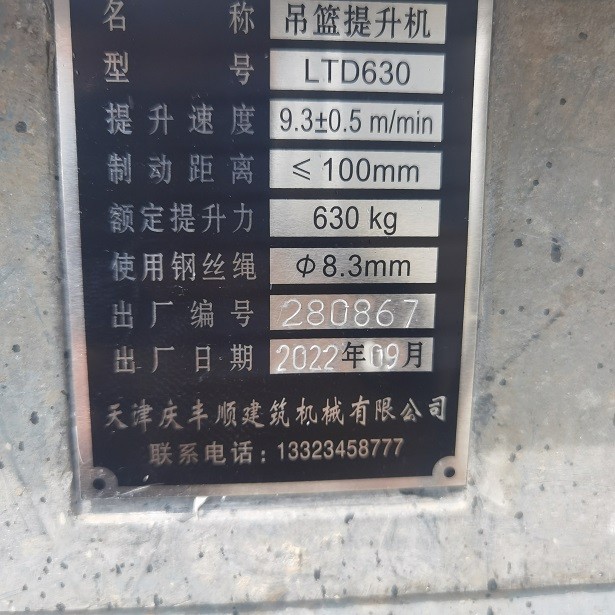 名称 吊篮提升机
型号 LTD630
提升速度 9.3±0.5 m/min
制动距离 ≤100mm
额定提升力 630 kg
使用钢丝绳 Φ8.3mm
出厂编号 280867
出厂日期 2022年09月
天津庆丰顺建筑机械有限公司
联系电话：13323458777